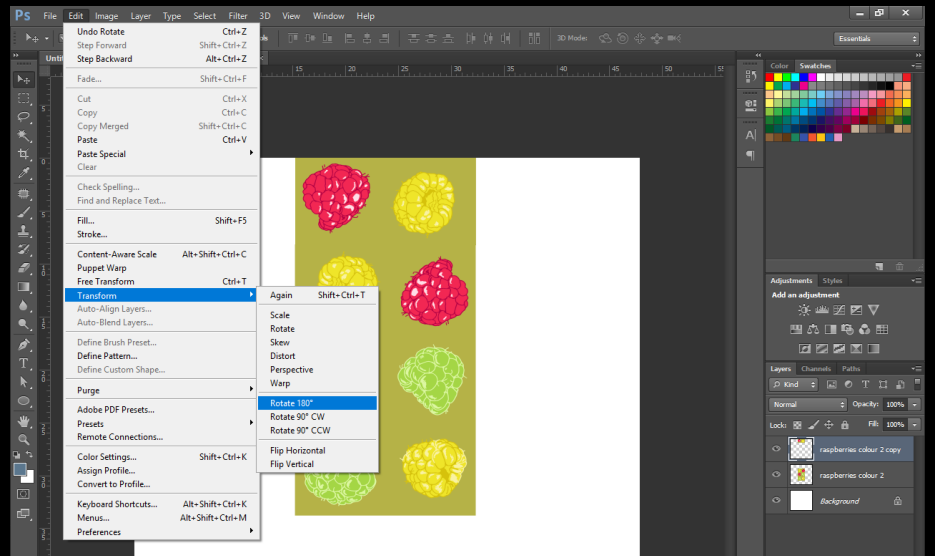 Ps File Edit Image Layer Type Select Filter 3D View Window Help
3D Mode:
Essentials
Undo Rotate Ctrl+Z
Step Forward Shift+Ctrl+Z
Step Backward Alt+Ctrl+Z
Fade... Shift+Ctrl+F
Cut Ctrl+X
Copy Ctrl+C
Copy Merged Shift+Ctrl+C
Paste Ctrl+V
Paste Special
Clear
Check Spelling...
Find and Replace Text...
Fill... Shift+F5
Stroke...
Content-Aware Scale Alt+Shift+Ctrl+C
Puppet Warp
Free Transform Ctrl+T
Transform
Auto-Align Layers...
Auto-Blend Layers...
Define Brush Preset...
Define Pattern...
Define Custom Shape...
Purge
Adobe PDF Presets...
Presets
Remote Connections...
Color Settings... Shift+Ctrl+K
Assign Profile...
Convert to Profile...
Keyboard Shortcuts... Alt+Shift+Ctrl+K
Menus... Alt+Shift+Ctrl+M
Preferences
Again Shift+Ctrl+T
Scale
Rotate
Skew
Distort
Perspective
Warp
Rotate 180°
Rotate 90° CW
Rotate 90° CCW
Flip Horizontal
Flip Vertical
15 20 25 30 35 40 45 50
Color Swatches
Adjustments Styles
Add an adjustment
Layers Channels Paths
Kind
Normal Opacity: 100%
Lock: Fill: 100%
raspberries colour 2 copy
raspberries colour 2
Background